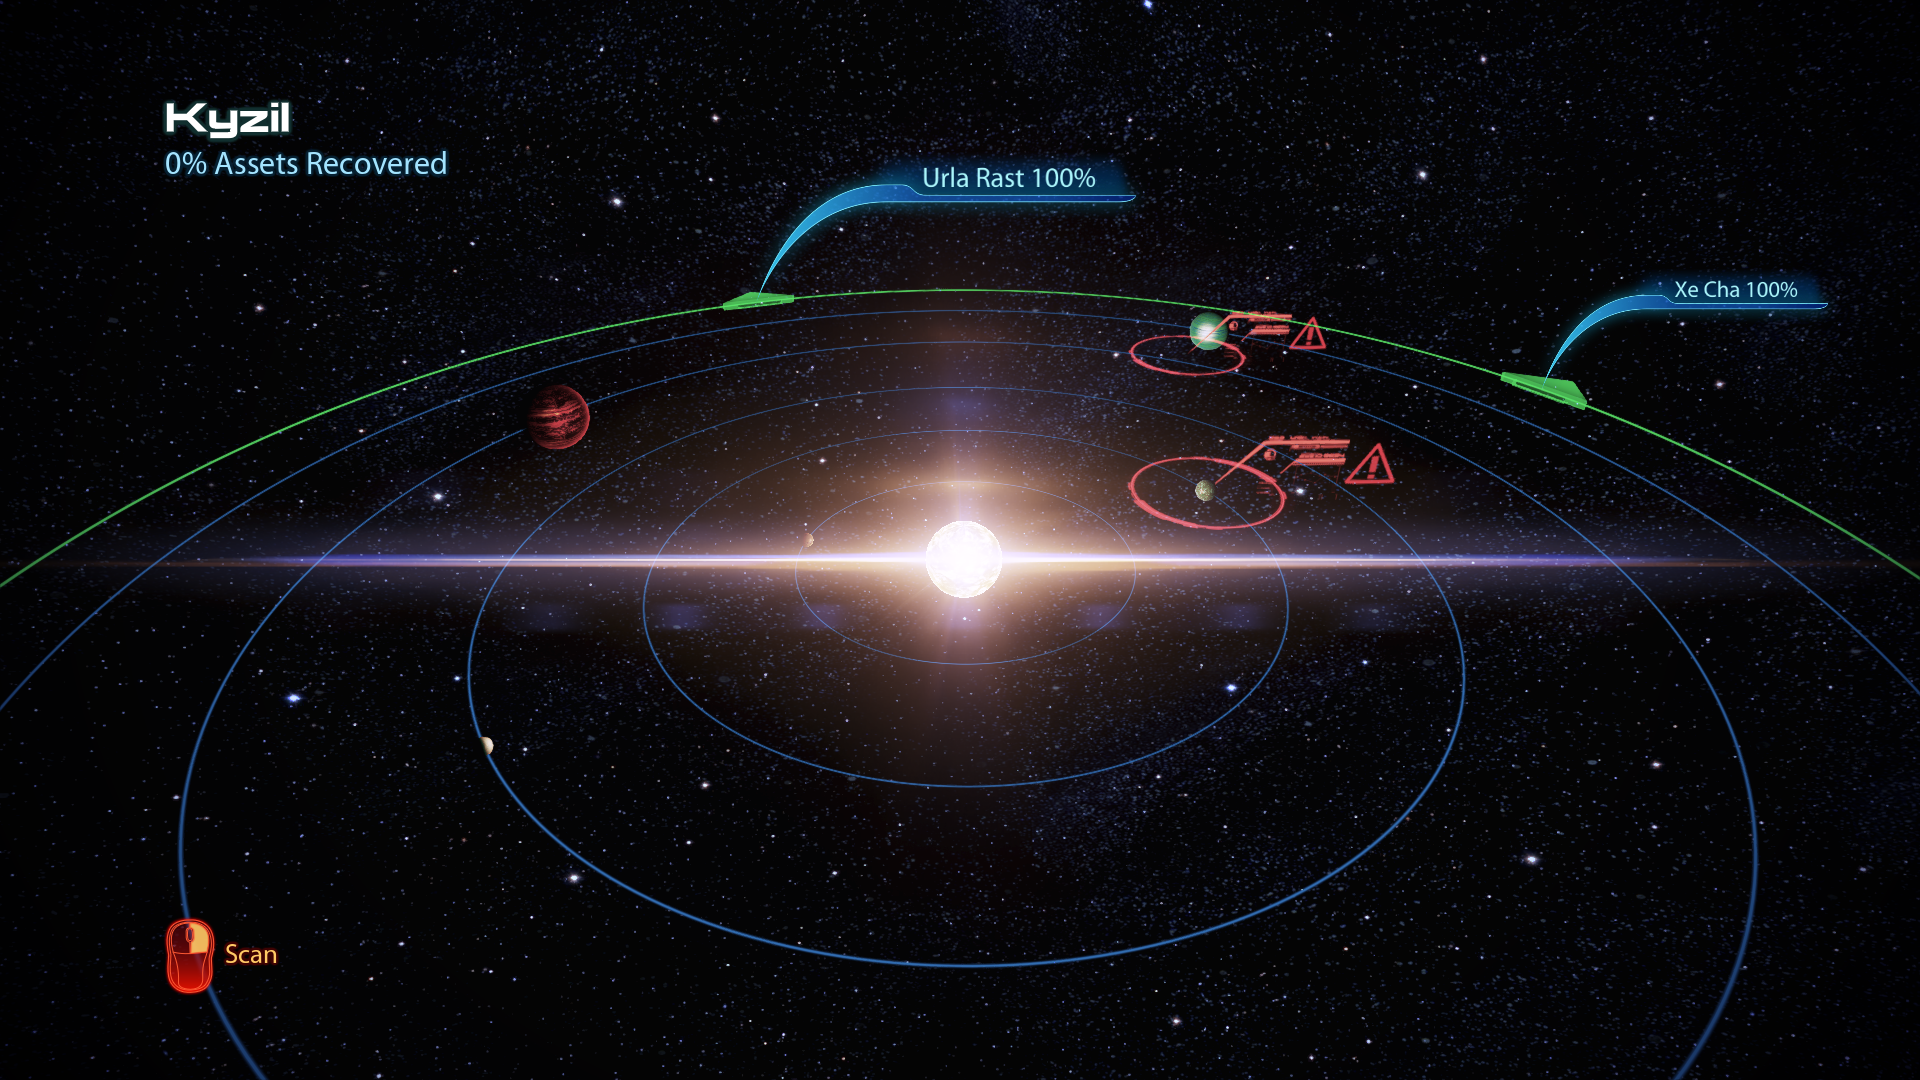 Kyzil
0% Assets Recovered
Urla Rast 100%
Xe Cha 100%
Scan